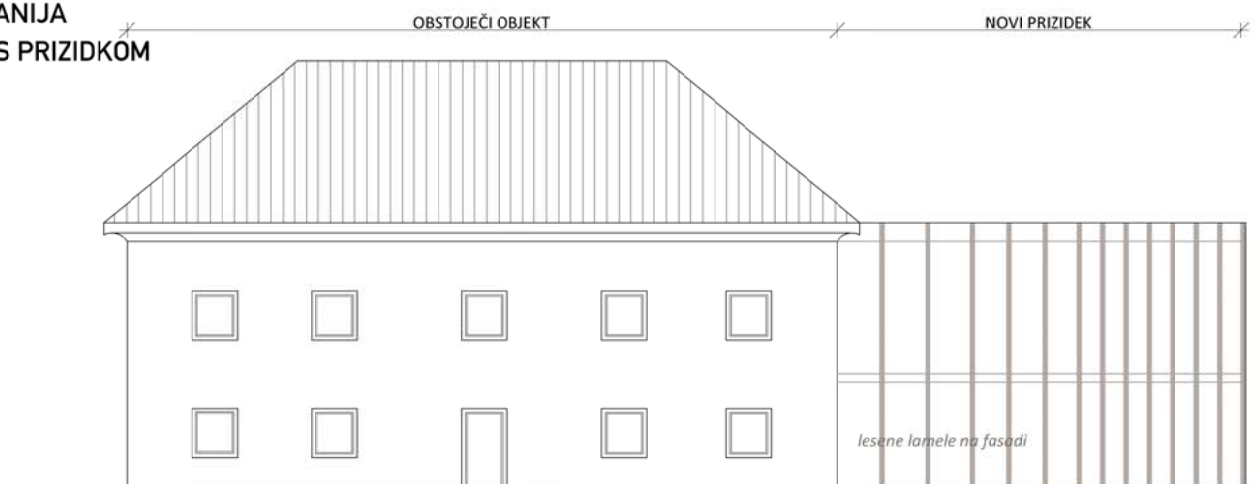 ANIJA
S PRIZIDKOM
OBSTOJEČI OBJEKT
NOVI PRIZIDEK
lesene lamele na fasadi